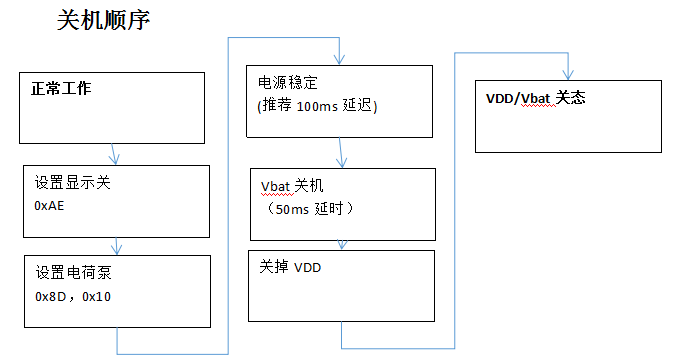 关机顺序
正常工作
设置显示关
0xAE
设置电荷泵
0x8D，0x10
电源稳定
(推荐 100ms 延迟)
Vbat 关机
（50ms 延时）
关掉 VDD
VDD/Vbat 关态